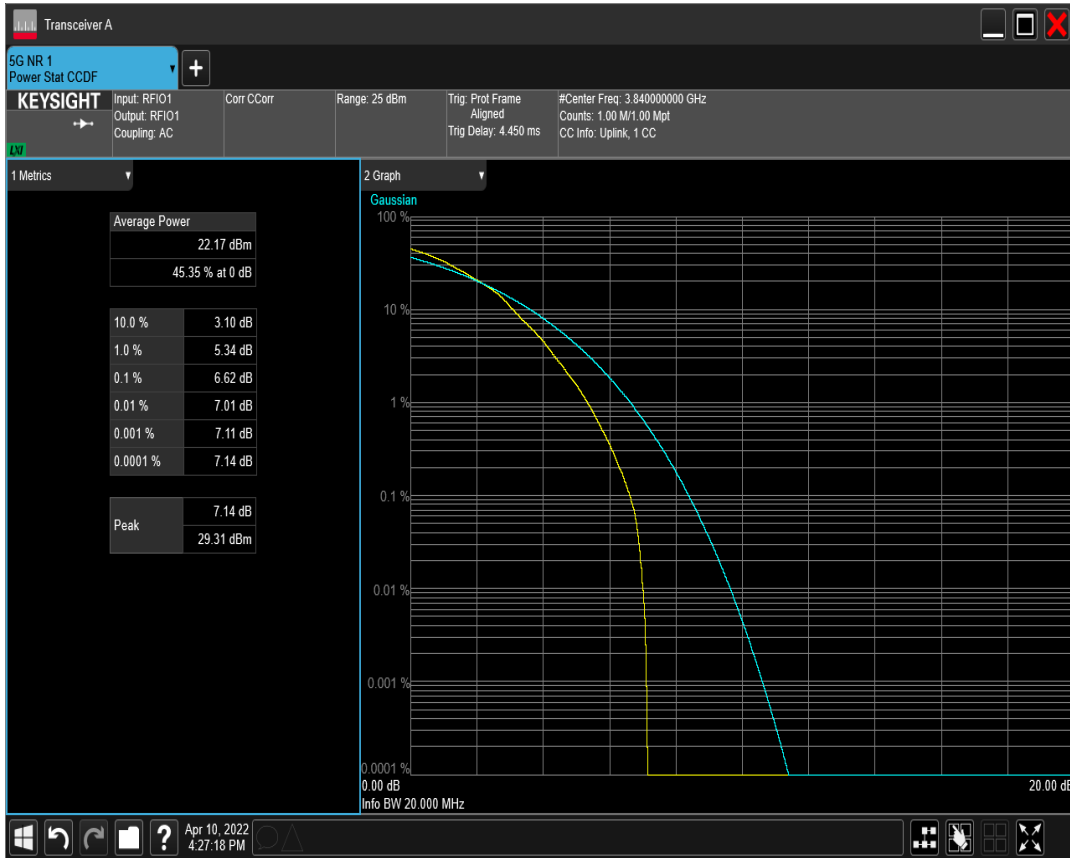 Transceiver A
5G NR 1
Power Stat CCDF
KEYSIGHT
LXI
Input: RFIO1
Output: RFIO1
Coupling: AC
Corr CCorr
Range: 25 dBm
Trig: Prot Frame
Aligned
Trig Delay: 4.450 ms
#Center Freq: 3.840000000 GHz
Counts: 1.00 M/1.00 Mpt
CC Info: Uplink, 1 CC
1 Metrics
Average Power
22.17 dBm
45.35 % at 0 dB
10.0 % 3.10 dB
1.0 % 5.34 dB
0.1 % 6.62 dB
0.01 % 7.01 dB
0.001 % 7.11 dB
0.0001 % 7.14 dB
Peak
7.14 dB
29.31 dBm
2 Graph
Gaussian
100 %
10 %
1 %
0.1 %
0.01 %
0.001 %
0.0001 %
0.00 dB 20.00 dB
Info BW 20.000 MHz
?
Apr 10, 2022
4:27:18 PM